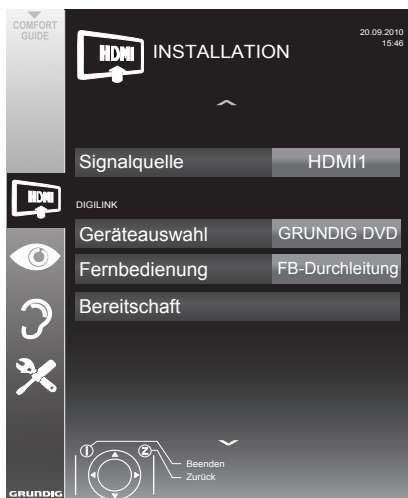 COMFORT
GUIDE
HDMI INSTALLATION
20.09.2010
15:46
Signalquelle HDMI1
HDMI
DIGILINK
Geräteauswahl GRUNDIG DVD
Fernbedienung FB-Durchleitung
Bereitschaft
i Z
Beenden
Zurück
GRUNDIG